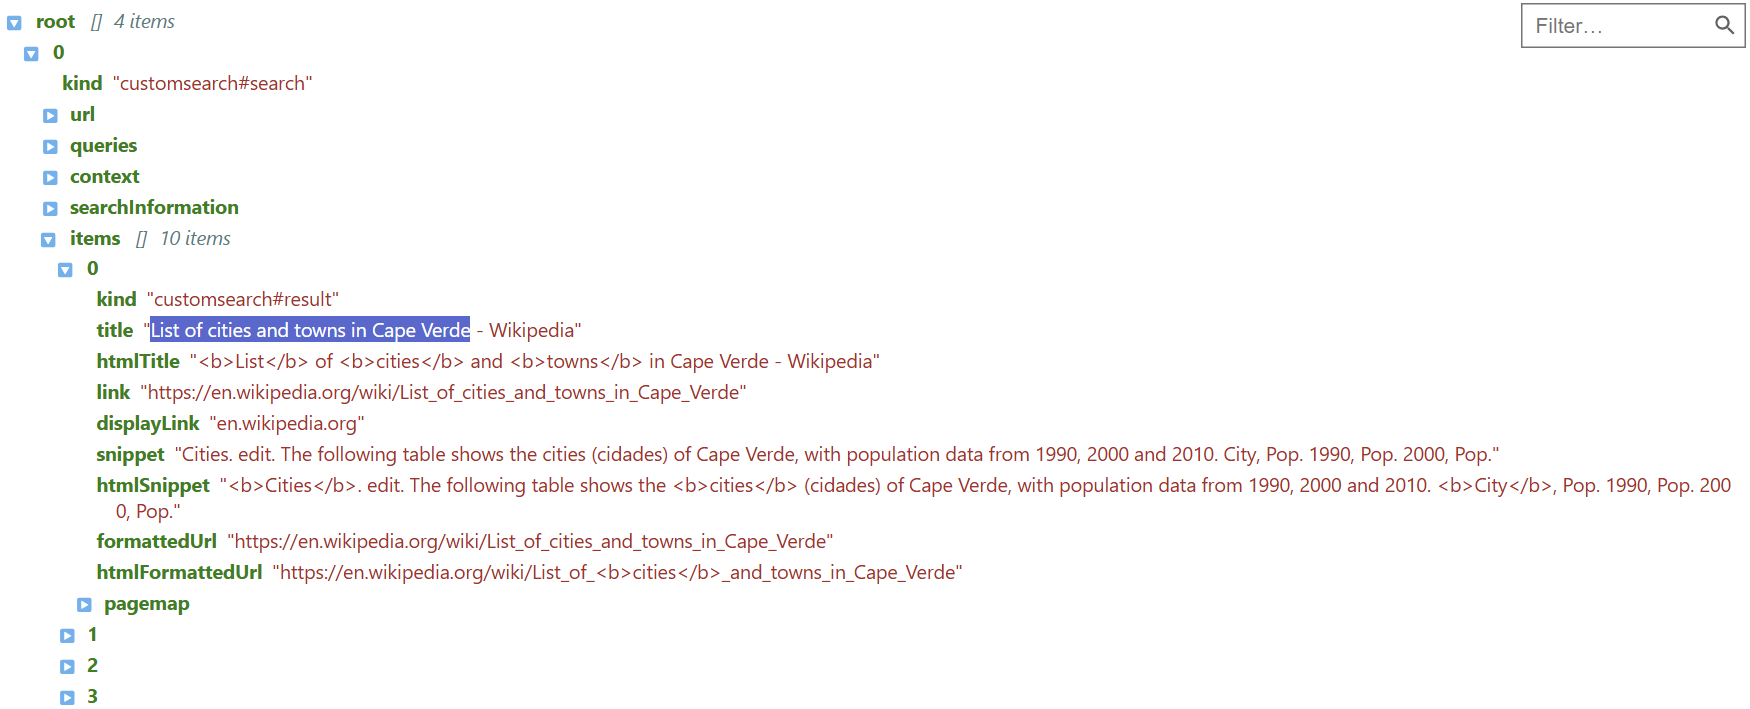 root [] 4 items
Filter…
0
kind "customsearch#search"
url
queries
context
searchInformation
items [] 10 items
0
kind "customsearch#result"
title "List of cities and towns in Cape Verde - Wikipedia"
htmlTitle "<b>List</b> of <b>cities</b> and <b>towns</b> in Cape Verde - Wikipedia"
link "https://en.wikipedia.org/wiki/List_of_cities_and_towns_in_Cape_Verde"
displayLink "en.wikipedia.org"
snippet "Cities. edit. The following table shows the cities (cidades) of Cape Verde, with population data from 1990, 2000 and 2010. City, Pop. 1990, Pop. 2000, Pop."
htmlSnippet "<b>Cities</b>. edit. The following table shows the <b>cities</b> (cidades) of Cape Verde, with population data from 1990, 2000 and 2010. <b>City</b>, Pop. 1990, Pop. 200
0, Pop."
formattedUrl "https://en.wikipedia.org/wiki/List_of_cities_and_towns_in_Cape_Verde"
htmlFormattedUrl "https://en.wikipedia.org/wiki/List_of_<b>cities</b>_and_towns_in_Cape_Verde"
pagemap
1
2
3